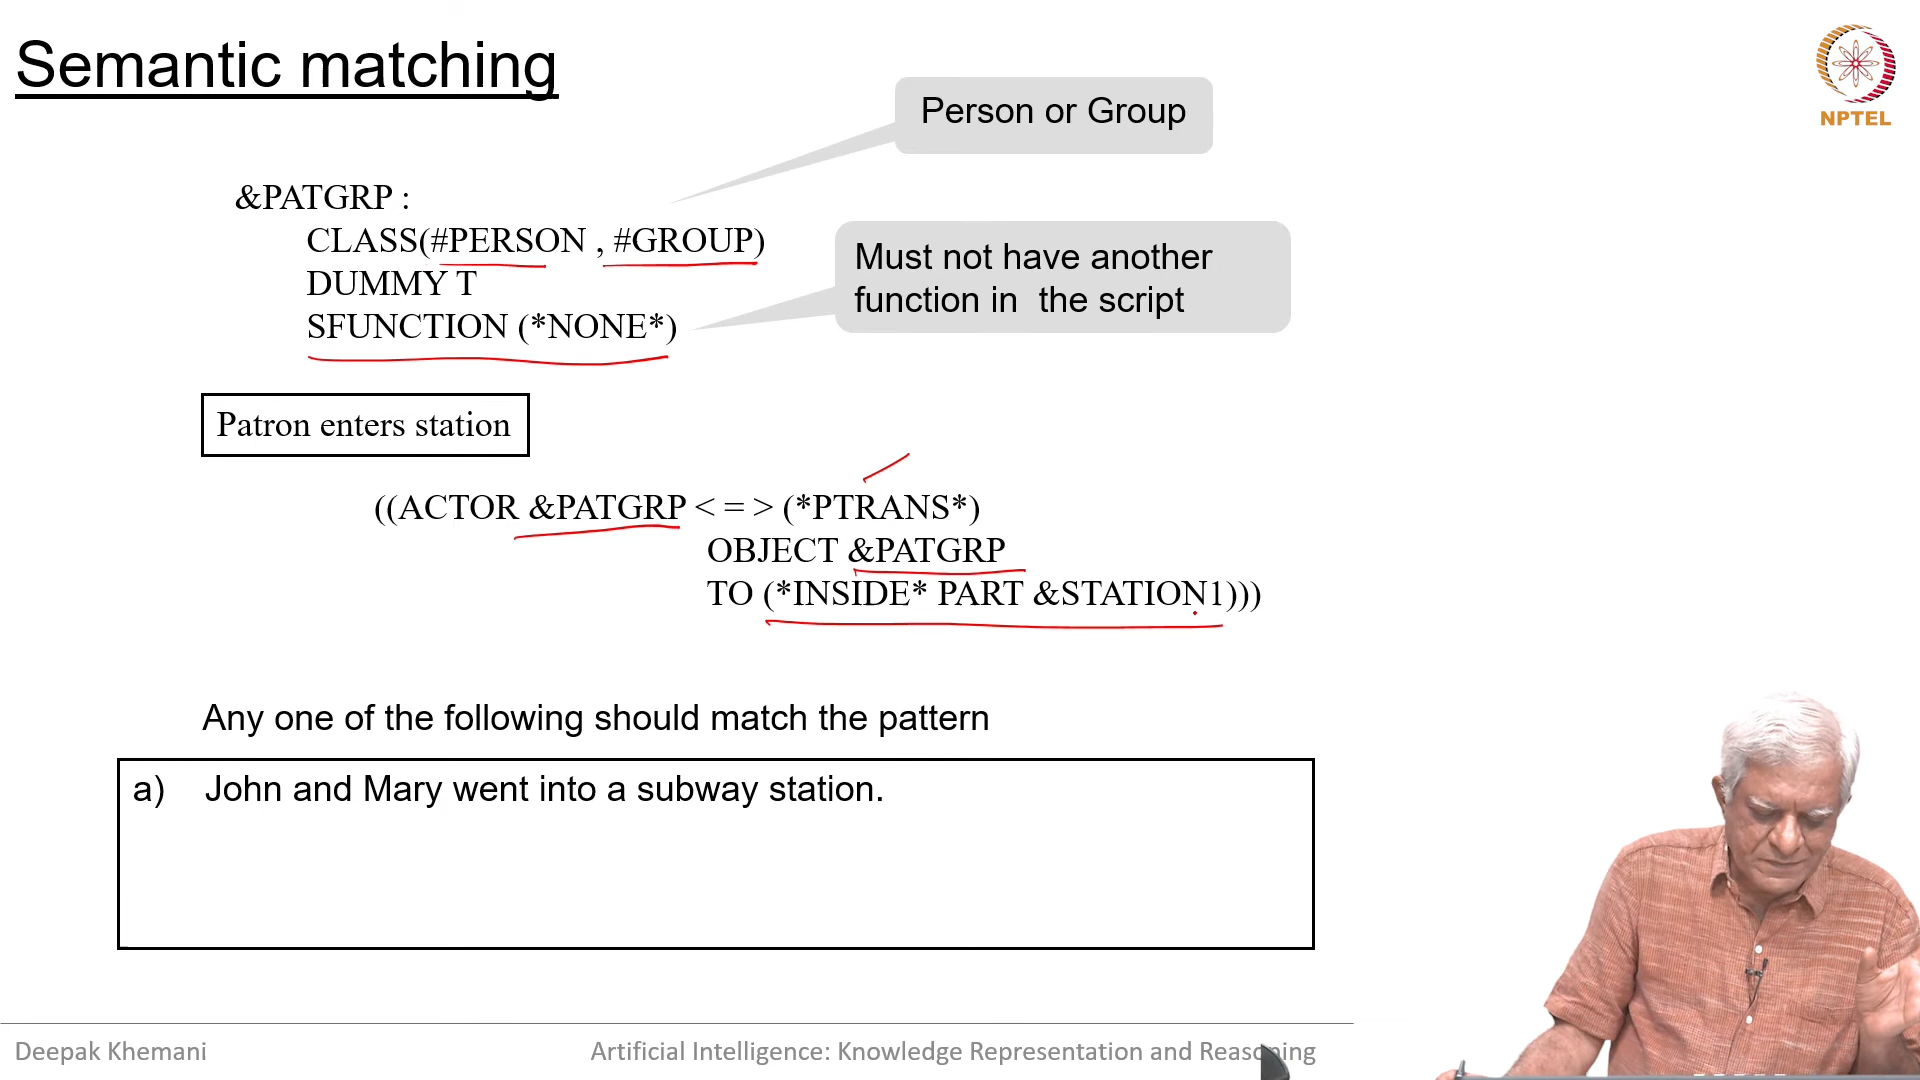 Semantic matching
Person or Group
NPTEL
&PATGRP :
CLASS(#PERSON , #GROUP)
DUMMY T
SFUNCTION (*NONE*)
Must not have another
function in the script
Patron enters station
((ACTOR &PATGRP < = > (*PTRANS*)
OBJECT &PATGRP
TO (*INSIDE* PART &STATION1)))
Any one of the following should match the pattern
a) John and Mary went into a subway station.
Deepak Khemani
Artificial Intelligence: Knowledge Representation and Reasoning